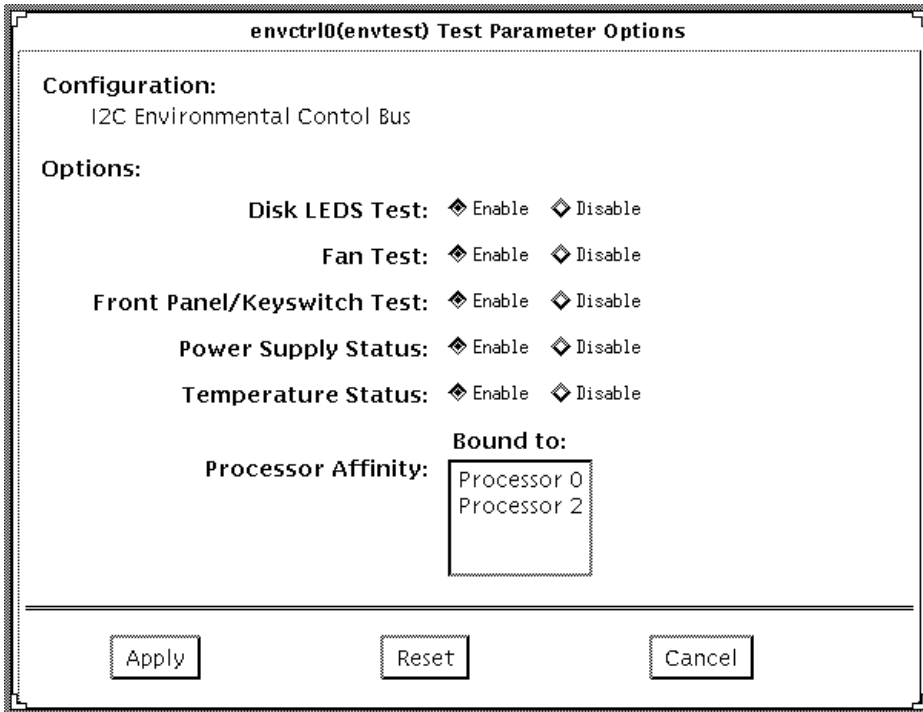 envctrl0(envtest) Test Parameter Options
Configuration:
I2C Environmental Contol Bus
Options:
Disk LEDS Test: Enable Disable
Fan Test: Enable Disable
Front Panel/Keyswitch Test: Enable Disable
Power Supply Status: Enable Disable
Temperature Status: Enable Disable
Bound to:
Processor Affinity:
Processor 0
Processor 2
Apply Reset Cancel